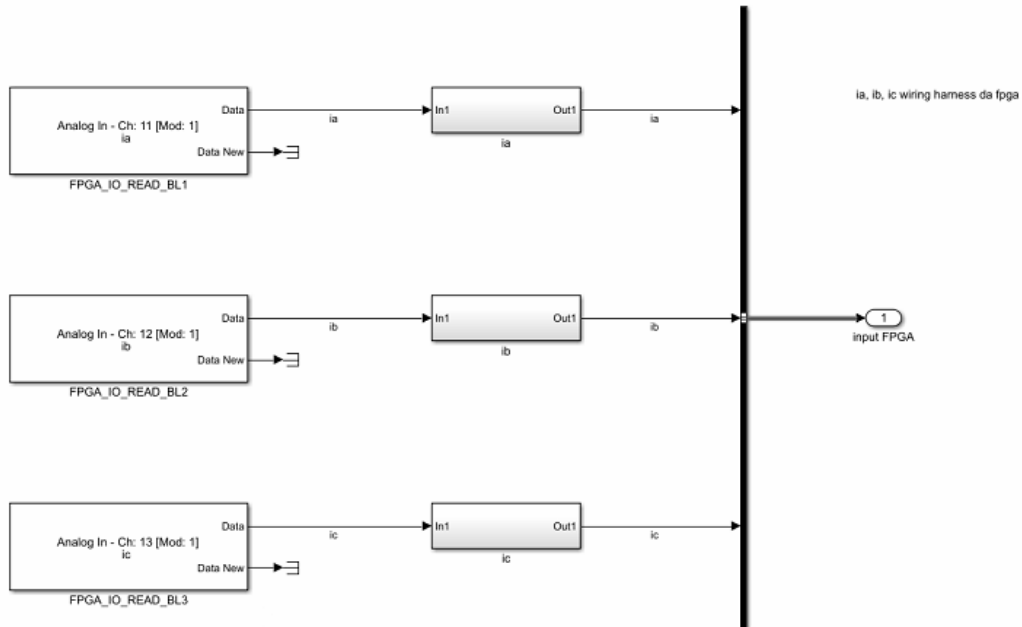 ia, ib, ic wiring harness da fpga
Data
Analog In - Ch: 11 [Mod: 1]
ia
Data New
FPGA_IO_READ_BL1
ia
In1
Out1
ia
ia
Data
Analog In - Ch: 12 [Mod: 1]
ib
Data New
FPGA_IO_READ_BL2
ib
In1
Out1
ib
ib
1
input FPGA
Data
Analog In - Ch: 13 [Mod: 1]
ic
Data New
FPGA_IO_READ_BL3
ic
In1
Out1
ic
ic